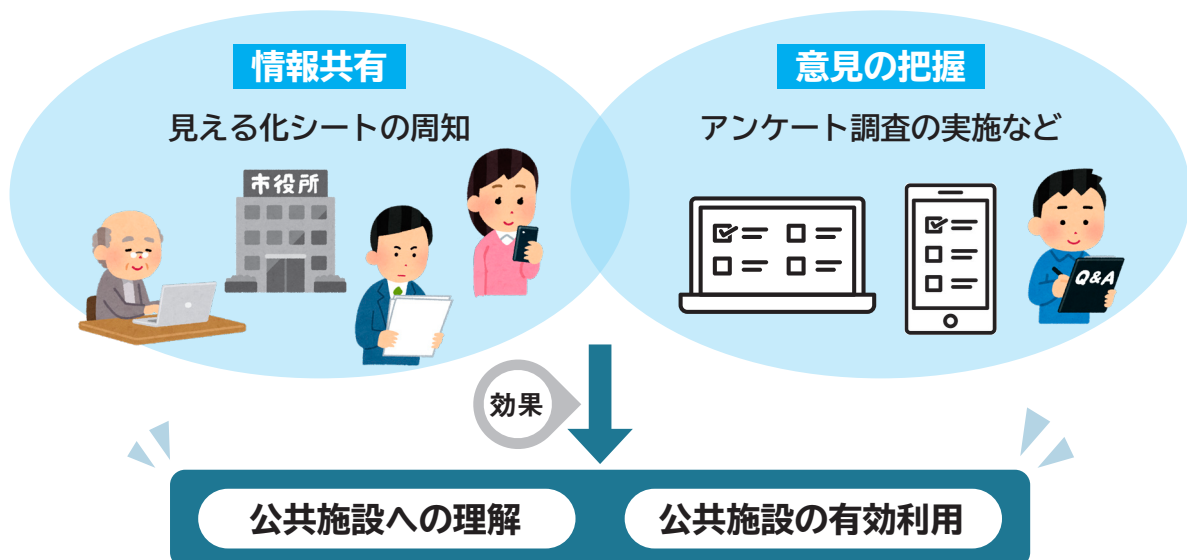 情報共有
見える化シートの周知
市役所
意見の把握
アンケート調査の実施など
Q&A
効果
公共施設への理解
公共施設の有効利用